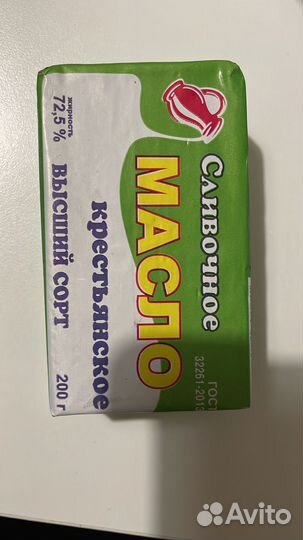 Сливочное
МАСЛО
ГОСТ
32261-2013
крестьянское
жирность
72,5 %
ВЫСШИЙ СОРТ
200 г
Avito